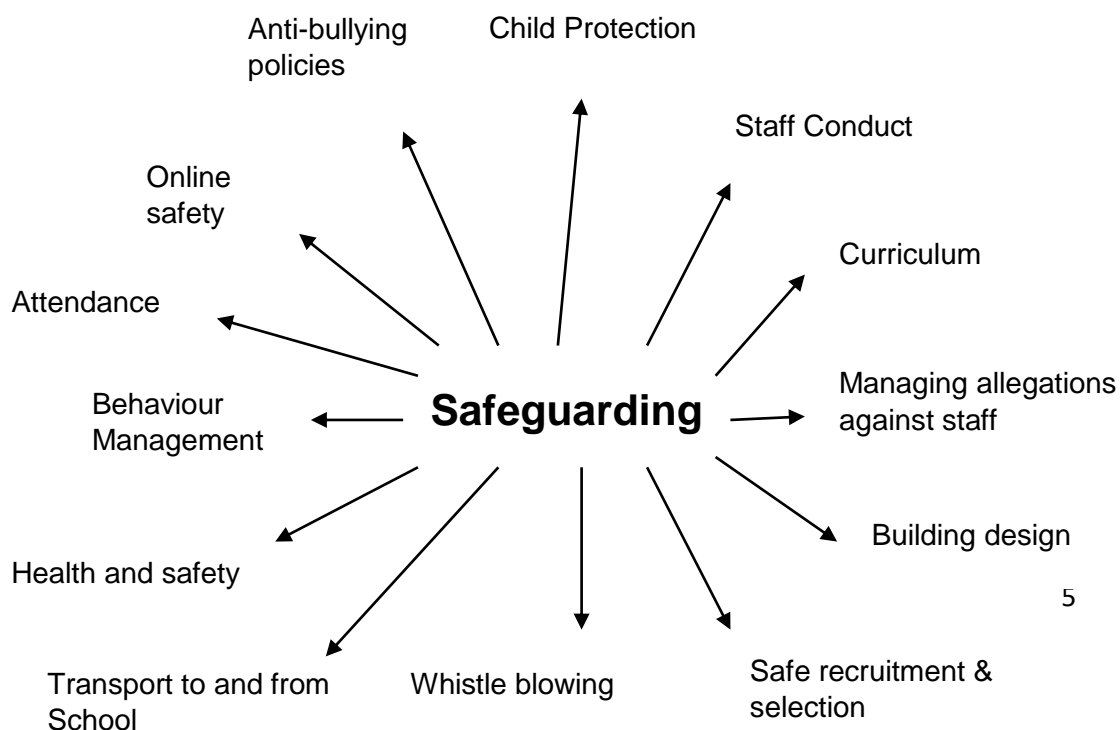 Anti-bullying
policies
Child Protection
Staff Conduct
Online
safety
Curriculum
Attendance
Managing allegations
against staff
Behaviour
Management
Safeguarding
Building design
Health and safety
5
Transport to and from
School
Whistle blowing
Safe recruitment &
selection